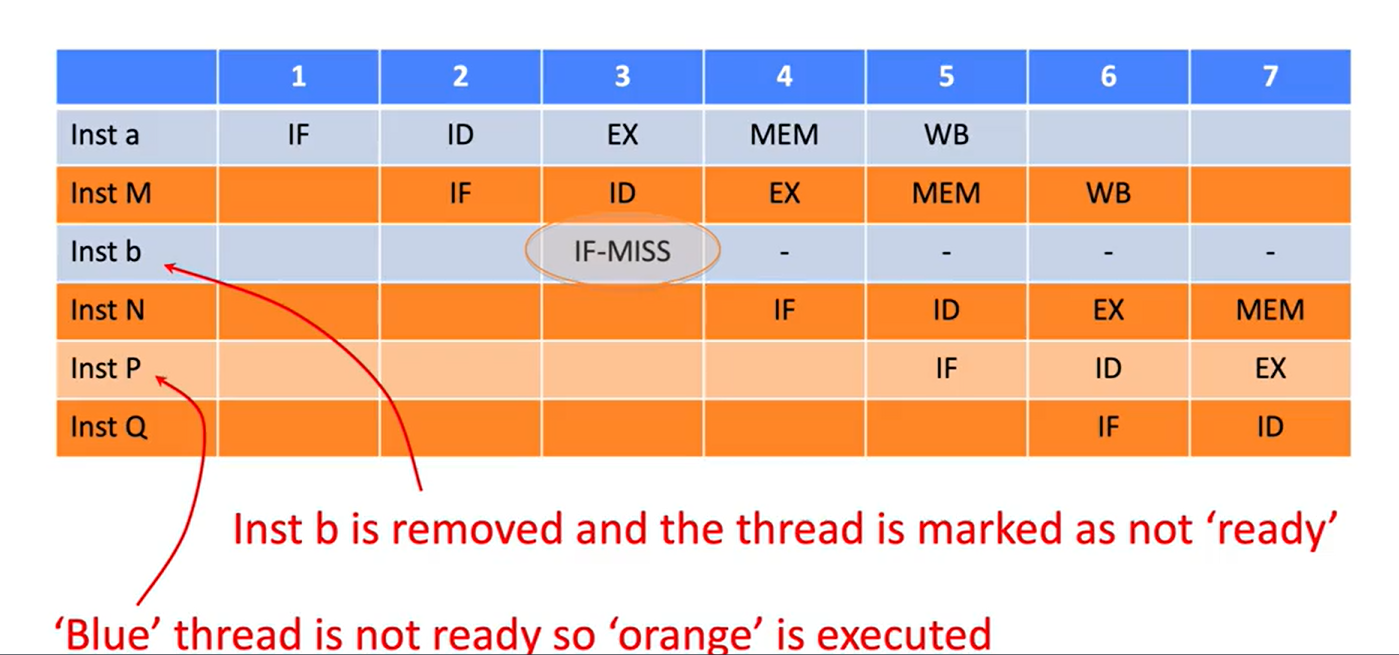 1 2 3 4 5 6 7
Inst a IF ID EX MEM WB
Inst M IF ID EX MEM WB
Inst b IF-MISS - - - -
Inst N IF ID EX MEM
Inst P IF ID EX
Inst Q IF ID
Inst b is removed and the thread is marked as not ‘ready’
‘Blue’ thread is not ready so ‘orange’ is executed